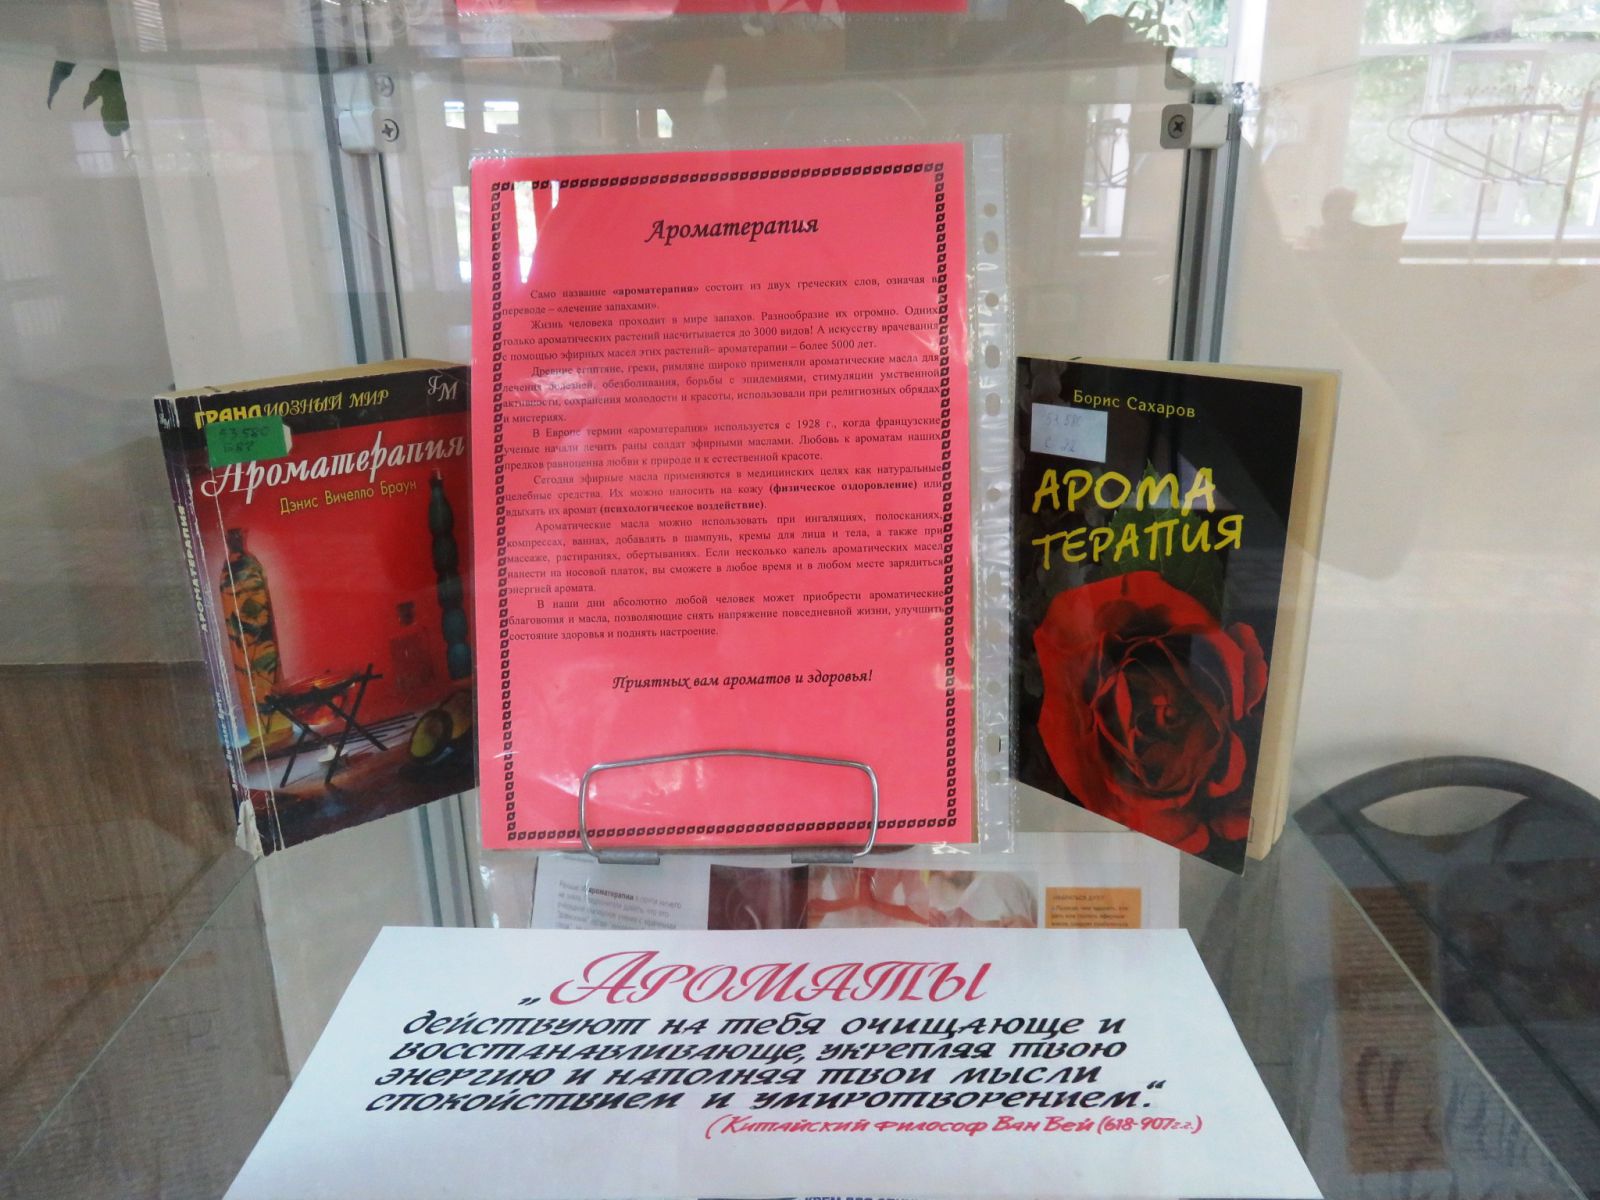 ГРАНДИОЗНЫЙ МИР
ГМ
53.580
Ароматерапия
Дэнис Вичелло Браун
АРОМАТЕРАПИЯ
Ароматерапия
Само название «ароматерапия» состоит из двух греческих слов, означая в
переводе – «лечение запахами».
Жизнь человека проходит в мире запахов. Разнообразие их огромно. Одних
только ароматических растений насчитывается до 3000 видов! А искусству врачевания
с помощью эфирных масел этих растений– ароматерапии – более 5000 лет.
Древние египтяне, греки, римляне широко применяли ароматические масла для
лечения болезней, обезболивания, борьбы с эпидемиями, стимуляции умственной
активности, сохранения молодости и красоты, использовали при религиозных обрядах
и мистериях.
В Европе термин «ароматерапия» используется с 1928 г., когда французские
ученые начали лечить раны солдат эфирными маслами. Любовь к ароматам наших
предков равноценна любви к природе и к естественной красоте.
Сегодня эфирные масла применяются в медицинских целях как натуральные
целебные средства. Их можно наносить на кожу (физическое оздоровление) или
вдыхать их аромат (психологическое воздействие).
Ароматические масла можно использовать при ингаляциях, полосканиях,
компрессах, ваннах, добавлять в шампунь, кремы для лица и тела, а также при
массаже, растираниях, обертываниях. Если несколько капель ароматических масел
нанести на носовой платок, вы сможете в любое время и в любом месте зарядиться
энергией аромата.
В наши дни абсолютно любой человек может приобрести ароматические
благовония и масла, позволяющие снять напряжение повседневной жизни, улучшить
состояние здоровья и поднять настроение.
Приятных вам ароматов и здоровья!
Борис Сахаров
53.580
С 22
АРОМА
ТЕРАПИЯ
„АРОМАТЫ
действуют на тебя очищающе и
восстанавливающе, укрепляя твою
энергию и наполняя твои мысли
спокойствием и умиротворением.“
(Китайский философ Ван Вей (618-907г.г.)